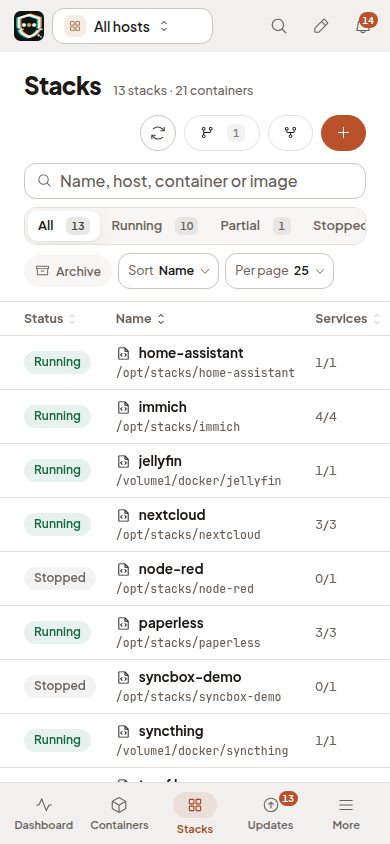 All hosts
14
Stacks 13 stacks · 21 containers
1
Name, host, container or image
All 13 Running 10 Partial 1 Stopped
Archive Sort Name Per page 25
Status Name Services
Running home-assistant 1/1
/opt/stacks/home-assistant
Running immich 4/4
/opt/stacks/immich
Running jellyfin 1/1
/volume1/docker/jellyfin
Running nextcloud 3/3
/opt/stacks/nextcloud
Stopped node-red 0/1
/opt/stacks/node-red
Running paperless 3/3
/opt/stacks/paperless
Stopped syncbox-demo 0/1
/opt/stacks/syncbox-demo
Running syncthing 1/1
/volume1/docker/syncthing
13
Dashboard Containers Stacks Updates More